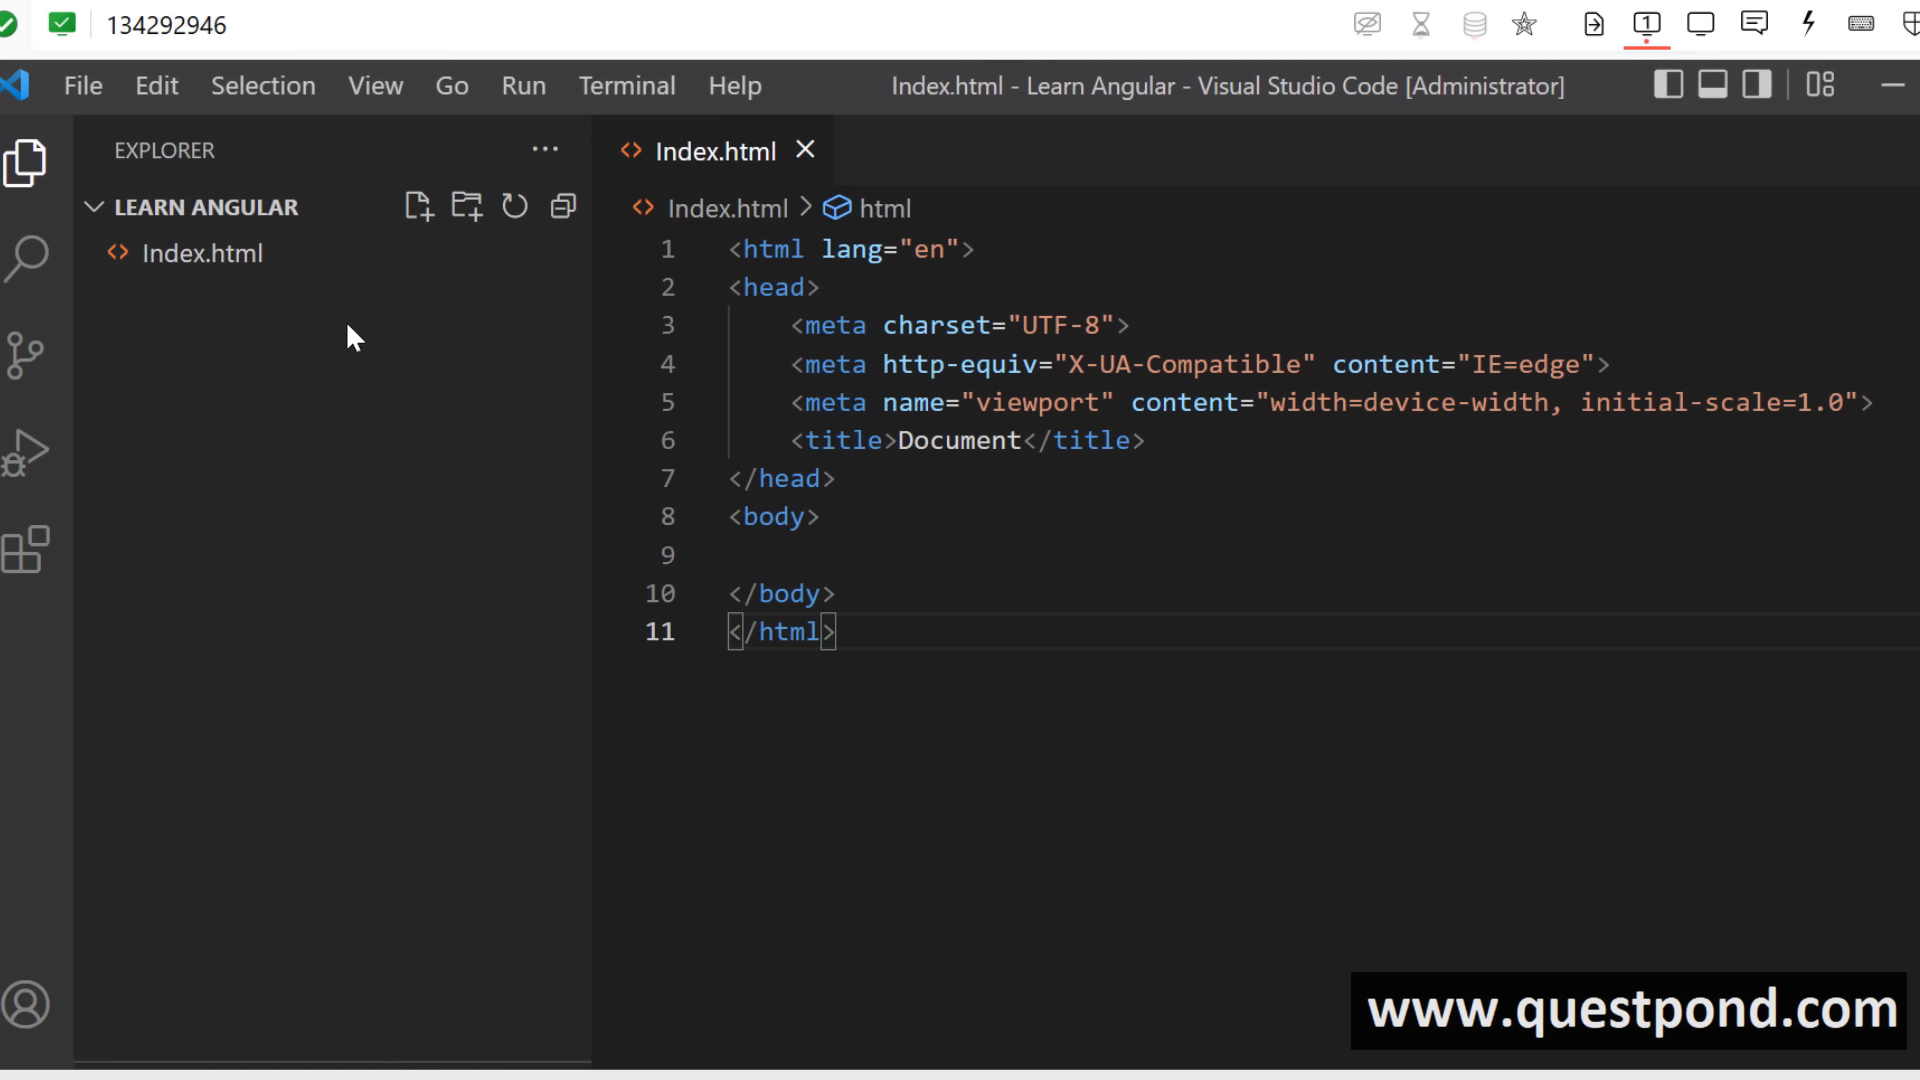 134292946
1
File Edit Selection View Go Run Terminal Help Index.html - Learn Angular - Visual Studio Code [Administrator]
EXPLORER
LEARN ANGULAR
Index.html
Index.html
Index.html > html
1 <html lang="en">
2 <head>
3 <meta charset="UTF-8">
4 <meta http-equiv="X-UA-Compatible" content="IE=edge">
5 <meta name="viewport" content="width=device-width, initial-scale=1.0">
6 <title>Document</title>
7 </head>
8 <body>
9
10 </body>
11 </html>
www.questpond.com